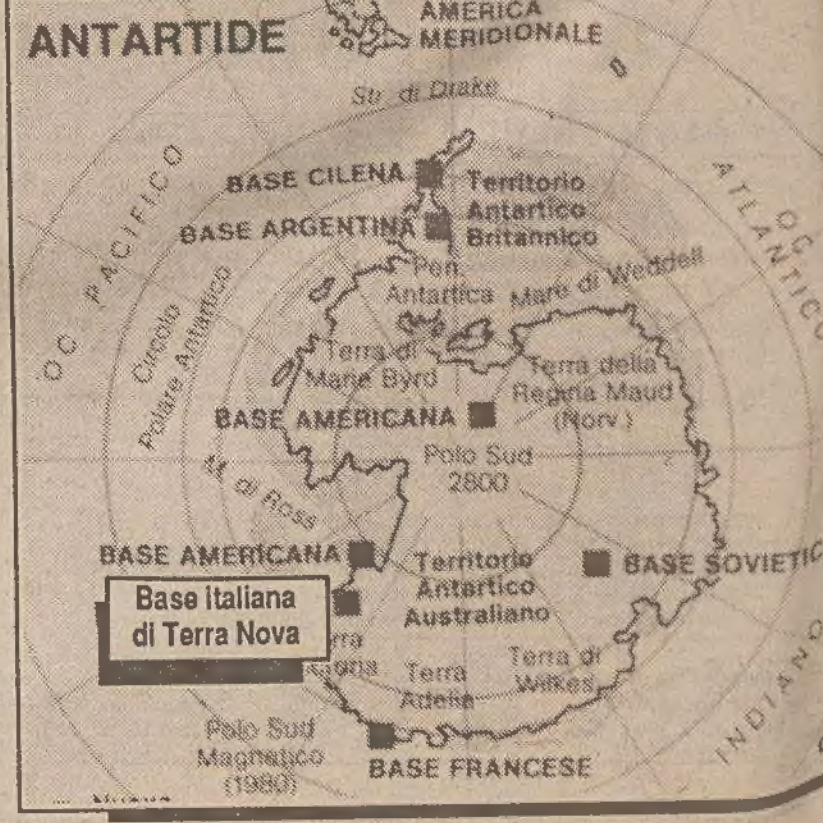 ANTARTIDE
AMERICA
MERIDIONALE
Str. di Drake
OC. PACIFICO
OC.
ATLANTICO
BASE CILENA
Territorio
Antartico
Britannico
BASE ARGENTINA
Pen.
Antartica
Mare di Weddell
Circolo
Polare Antartico
Terra di
Marie Byrd
Terra della
Regina Maud
(Norv.)
BASE AMERICANA
Polo Sud
2800
M. di Ross
BASE AMERICANA
Territorio
Antartico
Australiano
BASE SOVIETIC
Base italiana
di Terra Nova
Terra
Adelia
Terra di
Wilkes
INDIANO
Polo Sud
Magnetico
(1980)
BASE FRANCESE